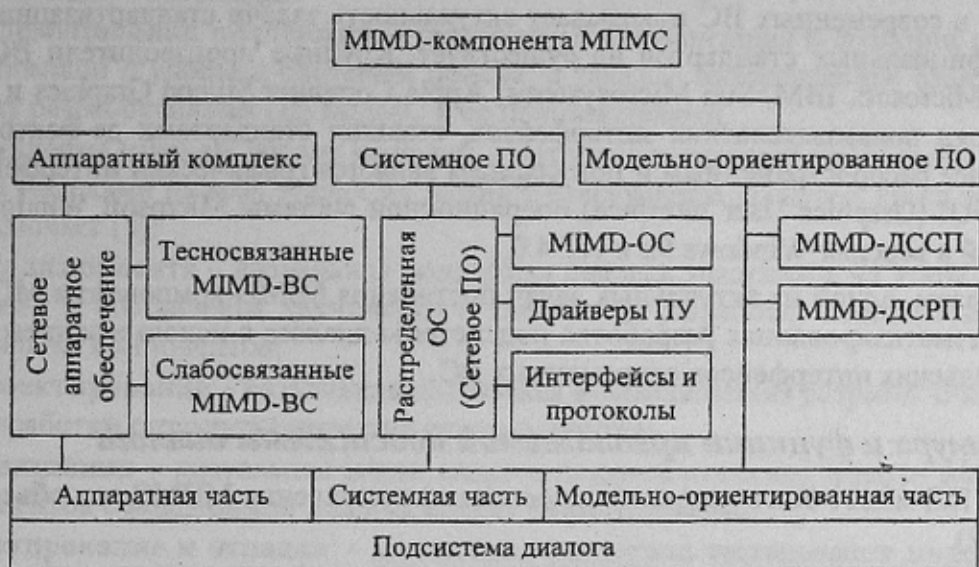 MIMD-компонента МПМС
Аппаратный комплекс
Системное ПО
Модельно-ориентированное ПО
Сетевое
аппаратное
обеспечение
Тесносвязанные
MIMD-ВС
Слабосвязанные
MIMD-ВС
Распределенная
ОС
(Сетевое ПО)
MIMD-ОС
Драйверы ПУ
Интерфейсы и
протоколы
MIMD-ДССП
MIMD-ДСРП
Аппаратная часть
Системная часть
Модельно-ориентированная часть
Подсистема диалога